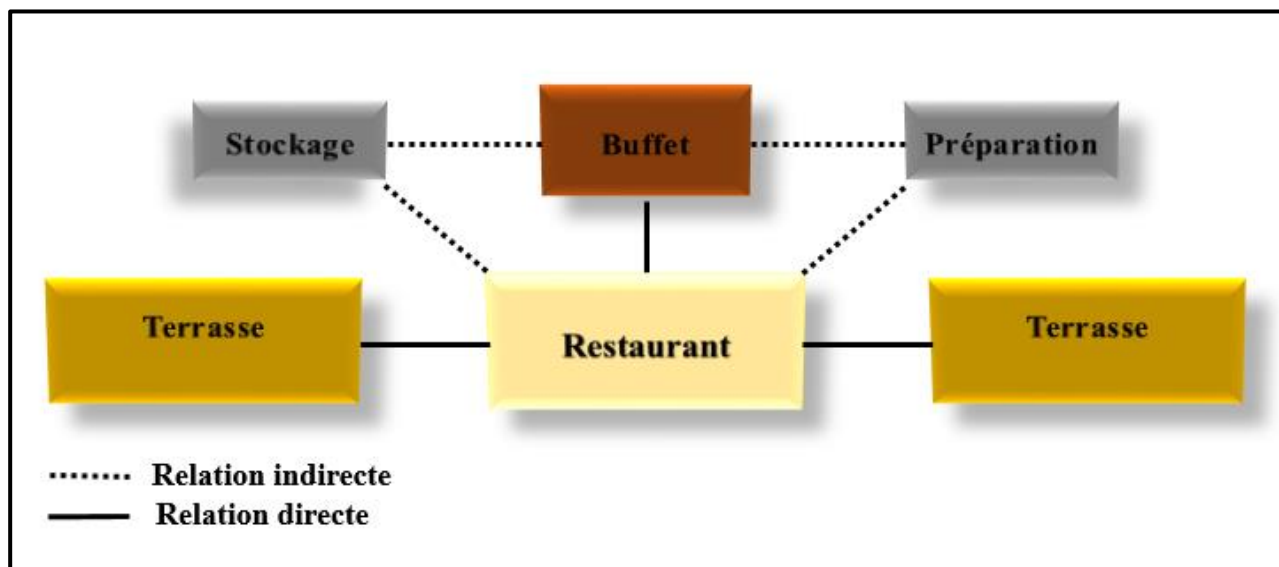 Stockage
Buffet
Préparation
Terrasse
Restaurant
Terrasse
Relation indirecte
Relation directe